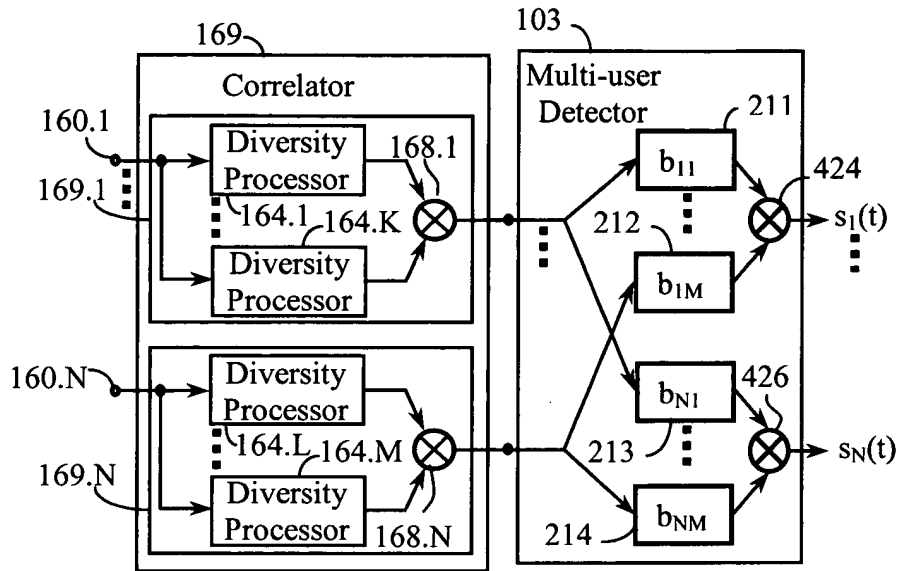 169
103
Correlator
Multi-user
Detector
211
160.1
Diversity
Processor
168.1
b11
424
169.1
164.1
164.K
212
s1(t)
Diversity
Processor
b1M
160.N
Diversity
Processor
bN1
426
164.L
164.M
213
sN(t)
169.N
Diversity
Processor
168.N
214
bNM